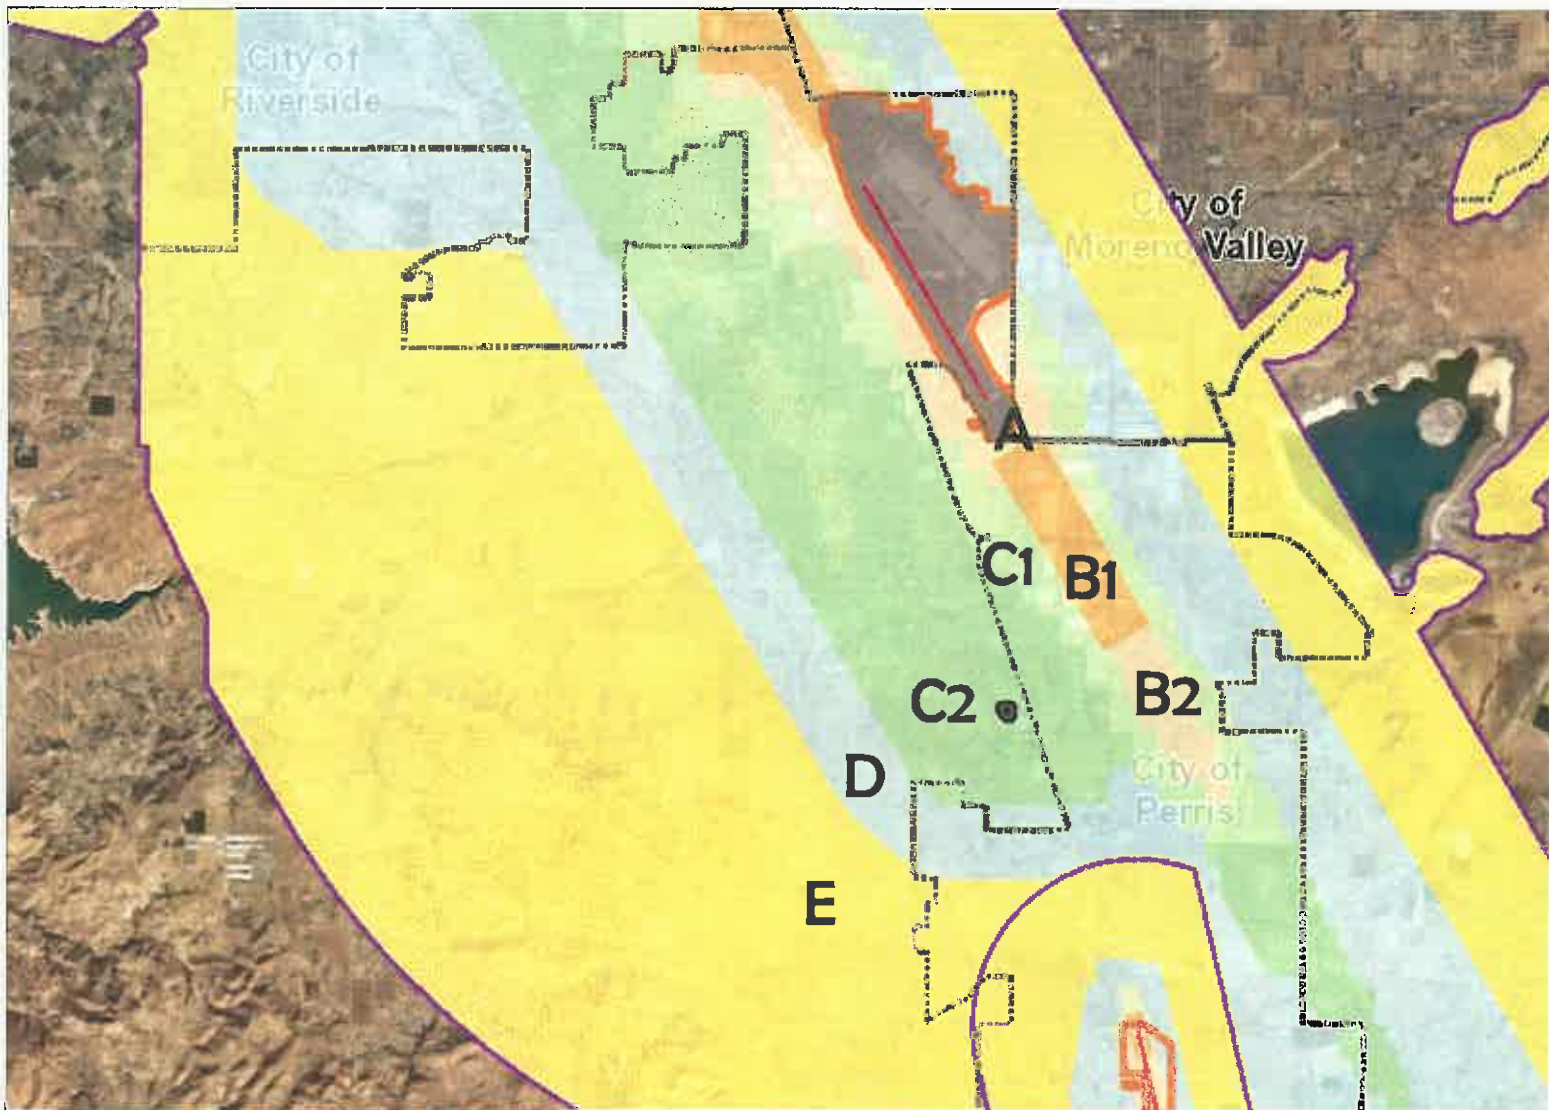 City of
Riverside
City of
Moreno Valley
A
C1
B1
C2
B2
D
City of
Perris
E